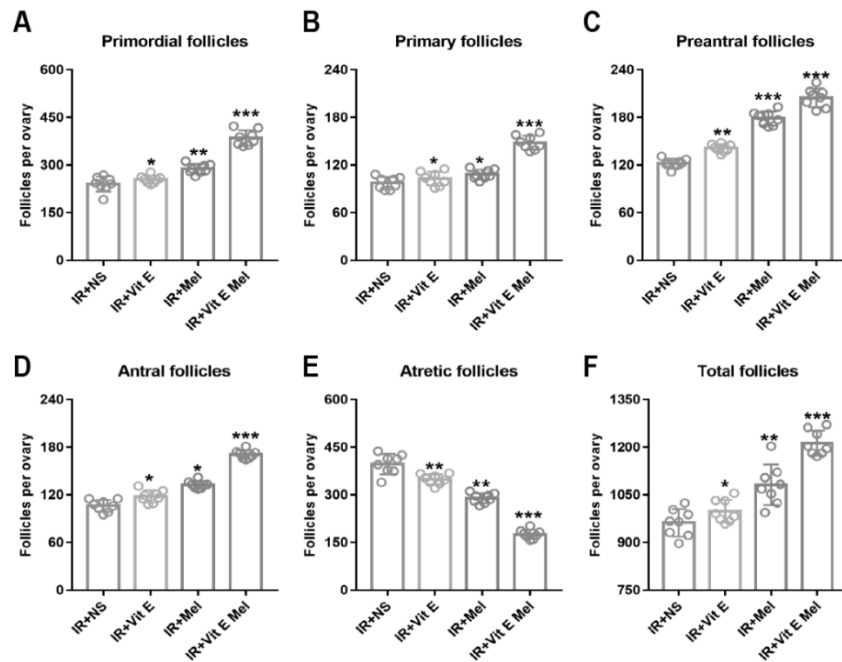 A
Primordial follicles
Follicles per ovary
600
450
300
150
0
*
**
***
IR+NS
IR+Vit E
IR+Mel
IR+Vit E Mel
B
Primary follicles
Follicles per ovary
240
180
120
60
0
*
*
***
IR+NS
IR+Vit E
IR+Mel
IR+Vit E Mel
C
Preantral follicles
Follicles per ovary
240
180
120
60
0
**
***
***
IR+NS
IR+Vit E
IR+Mel
IR+Vit E Mel
D
Antral follicles
Follicles per ovary
240
180
120
60
0
*
*
***
IR+NS
IR+Vit E
IR+Mel
IR+Vit E Mel
E
Atretic follicles
Follicles per ovary
600
450
300
150
0
**
**
***
IR+NS
IR+Vit E
IR+Mel
IR+Vit E Mel
F
Total follicles
Follicles per ovary
1350
1200
1050
900
750
*
**
***
IR+NS
IR+Vit E
IR+Mel
IR+Vit E Mel